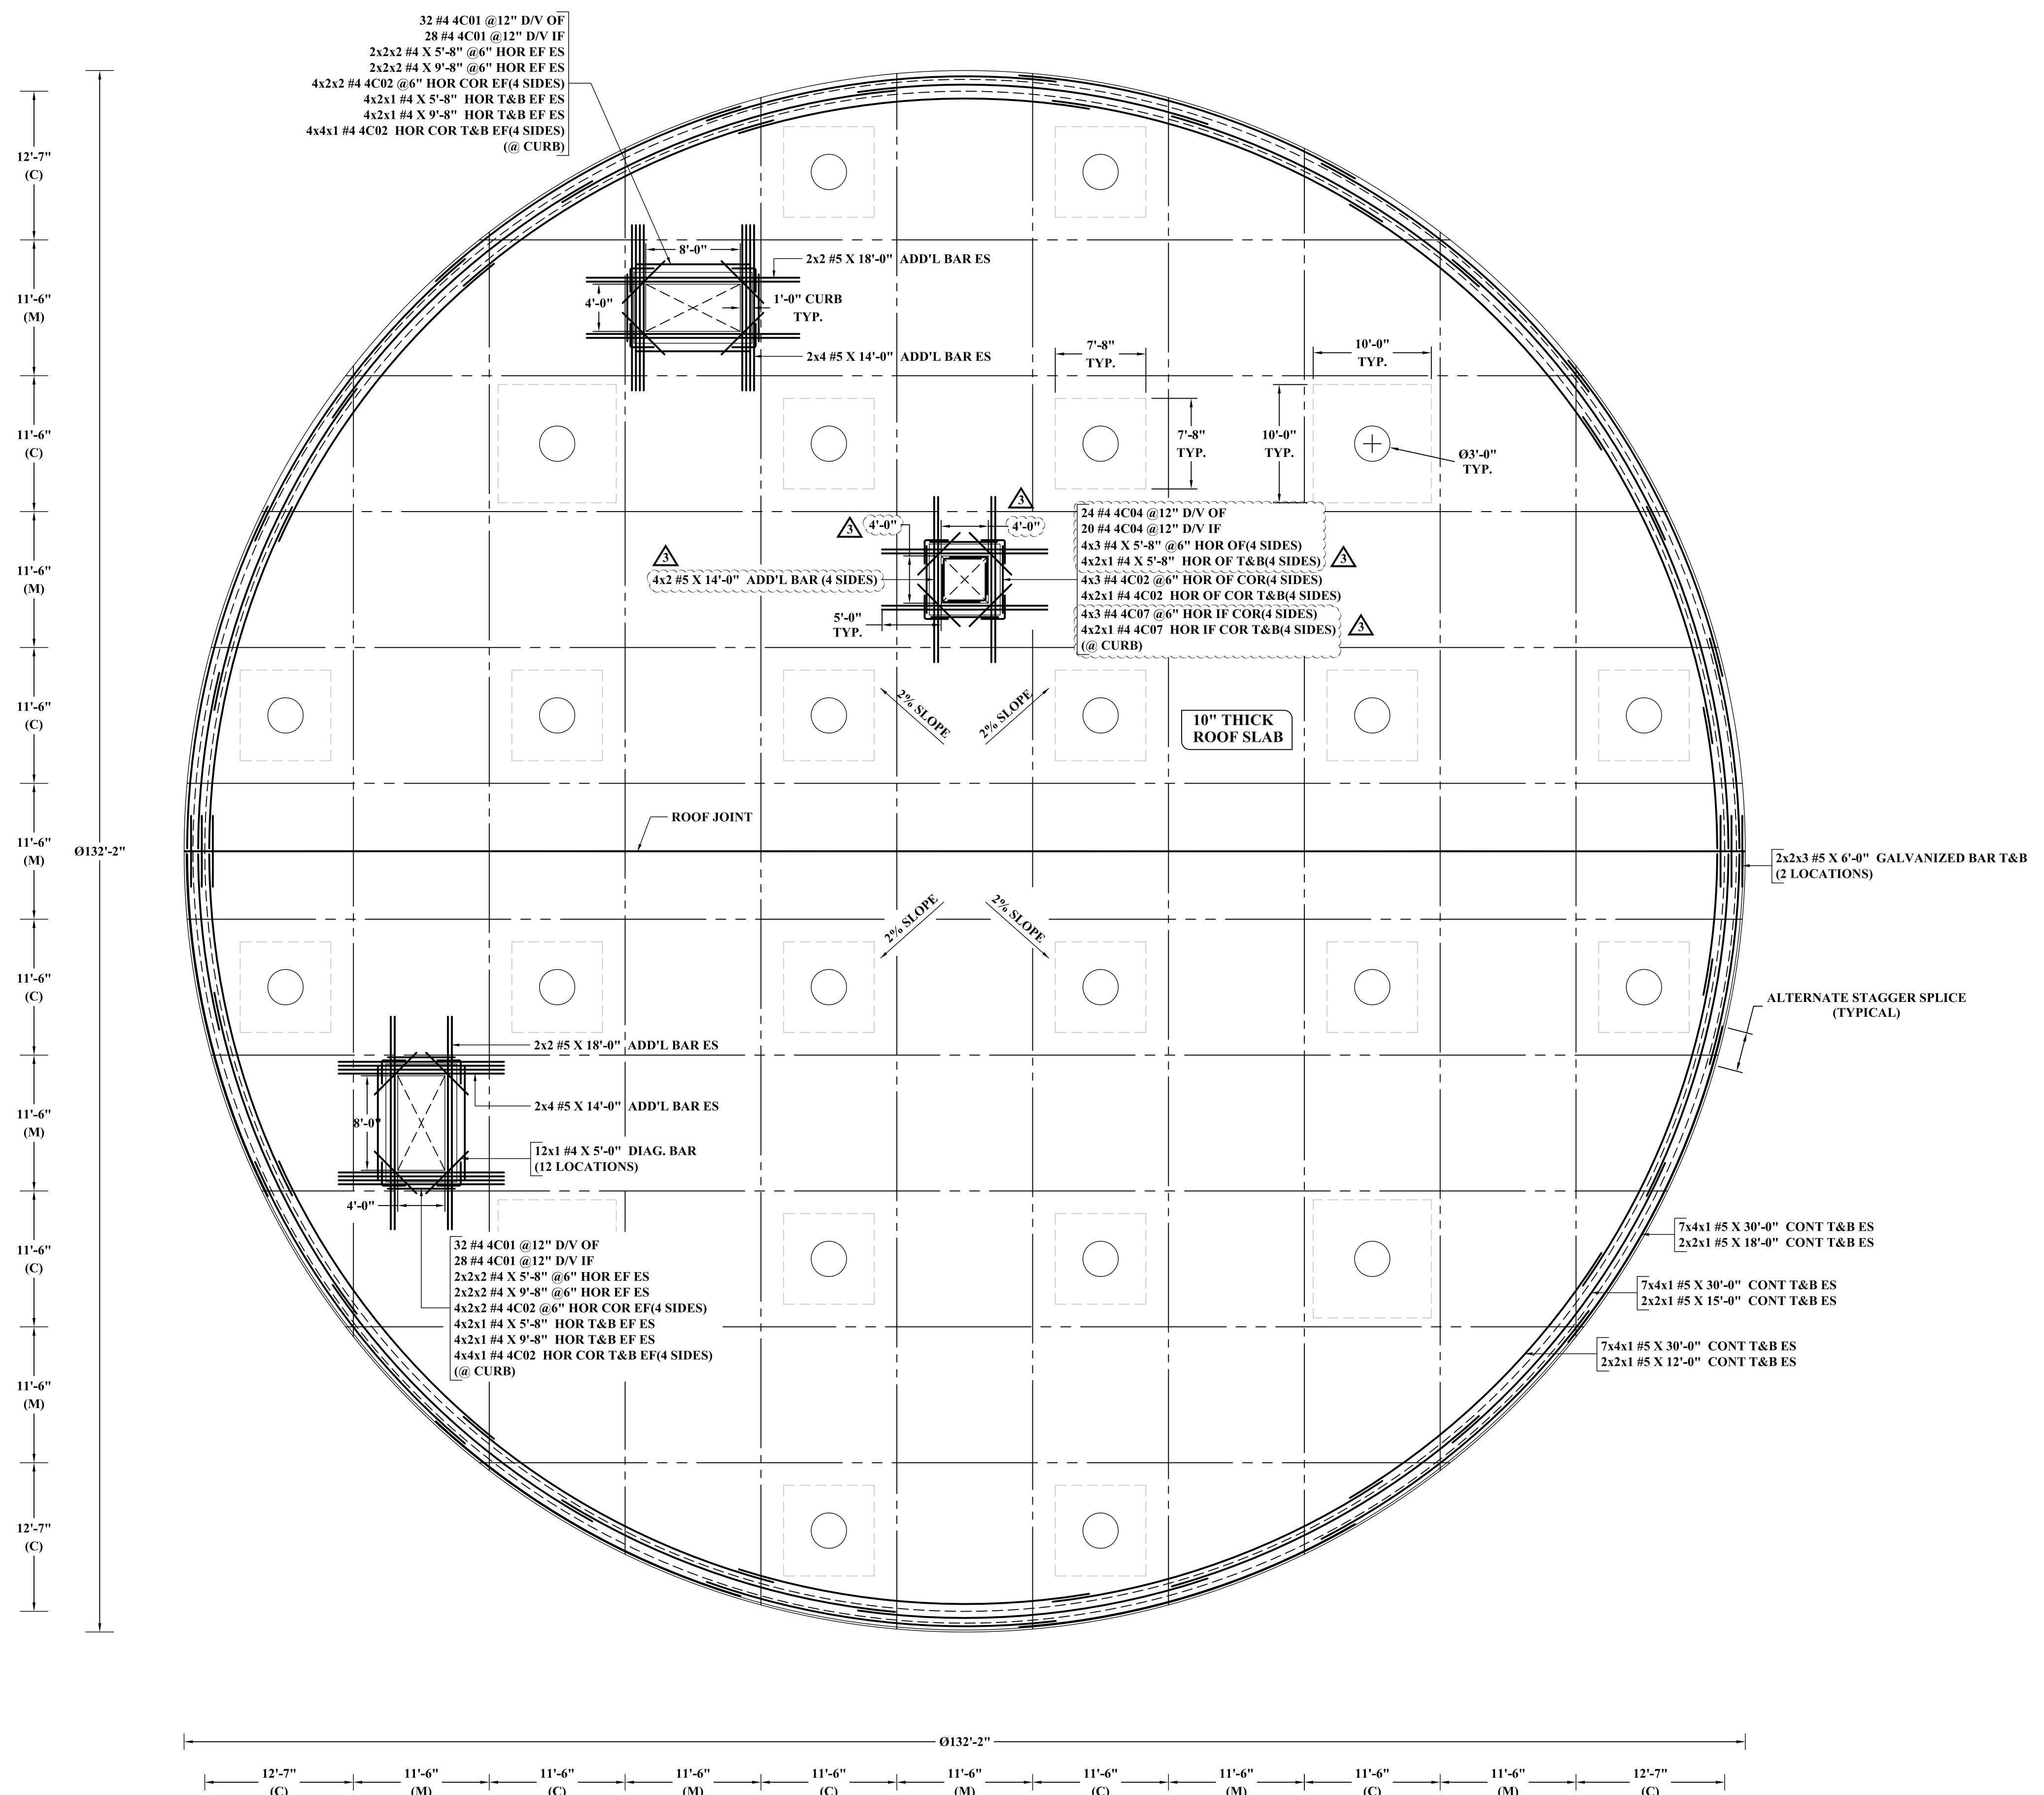 32 #4 4C01 @12" D/V OF
28 #4 4C01 @12" D/V IF
2x2x2 #4 X 5'-8" @6" HOR EF ES
2x2x2 #4 X 9'-8" @6" HOR EF ES
4x2x2 #4 4C02 @6" HOR COR EF(4 SIDES)
4x2x1 #4 X 5'-8" HOR T&B EF ES
4x2x1 #4 X 9'-8" HOR T&B EF ES
4x4x1 #4 4C02 HOR COR T&B EF(4 SIDES)
(@ CURB)
12'-7"
(C)
11'-6"
(M)
11'-6"
(C)
11'-6"
(M)
11'-6"
(C)
11'-6"
(M)
11'-6"
(C)
11'-6"
(M)
11'-6"
(C)
11'-6"
(M)
12'-7"
(C)
Ø132'-2"
8'-0"
4'-0"
2x2 #5 X 18'-0" ADD'L BAR ES
1'-0" CURB
TYP.
2x4 #5 X 14'-0" ADD'L BAR ES
7'-8"
TYP.
10'-0"
TYP.
7'-8"
TYP.
10'-0"
TYP.
Ø3'-0"
TYP.
3
3
4'-0"
4'-0"
3
4x2 #5 X 14'-0" ADD'L BAR (4 SIDES)
5'-0"
TYP.
24 #4 4C04 @12" D/V OF
20 #4 4C04 @12" D/V IF
4x3 #4 X 5'-8" @6" HOR OF(4 SIDES)
4x2x1 #4 X 5'-8" HOR OF T&B(4 SIDES)
3
4x3 #4 4C02 @6" HOR OF COR(4 SIDES)
4x2x1 #4 4C02 HOR OF COR T&B(4 SIDES)
4x3 #4 4C07 @6" HOR IF COR(4 SIDES)
4x2x1 #4 4C07 HOR IF COR T&B(4 SIDES)
3
(@ CURB)
2% SLOPE
2% SLOPE
10" THICK
ROOF SLAB
ROOF JOINT
2x2x3 #5 X 6'-0" GALVANIZED BAR T&B
(2 LOCATIONS)
2% SLOPE
2% SLOPE
ALTERNATE STAGGER SPLICE
(TYPICAL)
2x2 #5 X 18'-0" ADD'L BAR ES
2x4 #5 X 14'-0" ADD'L BAR ES
8'-0"
12x1 #4 X 5'-0" DIAG. BAR
(12 LOCATIONS)
4'-0"
32 #4 4C01 @12" D/V OF
28 #4 4C01 @12" D/V IF
2x2x2 #4 X 5'-8" @6" HOR EF ES
2x2x2 #4 X 9'-8" @6" HOR EF ES
4x2x2 #4 4C02 @6" HOR COR EF(4 SIDES)
4x2x1 #4 X 5'-8" HOR T&B EF ES
4x2x1 #4 X 9'-8" HOR T&B EF ES
4x4x1 #4 4C02 HOR COR T&B EF(4 SIDES)
(@ CURB)
7x4x1 #5 X 30'-0" CONT T&B ES
2x2x1 #5 X 18'-0" CONT T&B ES
7x4x1 #5 X 30'-0" CONT T&B ES
2x2x1 #5 X 15'-0" CONT T&B ES
7x4x1 #5 X 30'-0" CONT T&B ES
2x2x1 #5 X 12'-0" CONT T&B ES
Ø132'-2"
12'-7" 11'-6" 11'-6" 11'-6" 11'-6" 11'-6" 11'-6" 11'-6" 11'-6" 11'-6" 12'-7"
(C) (M) (C) (M) (C) (M) (C) (M) (C) (M) (C)